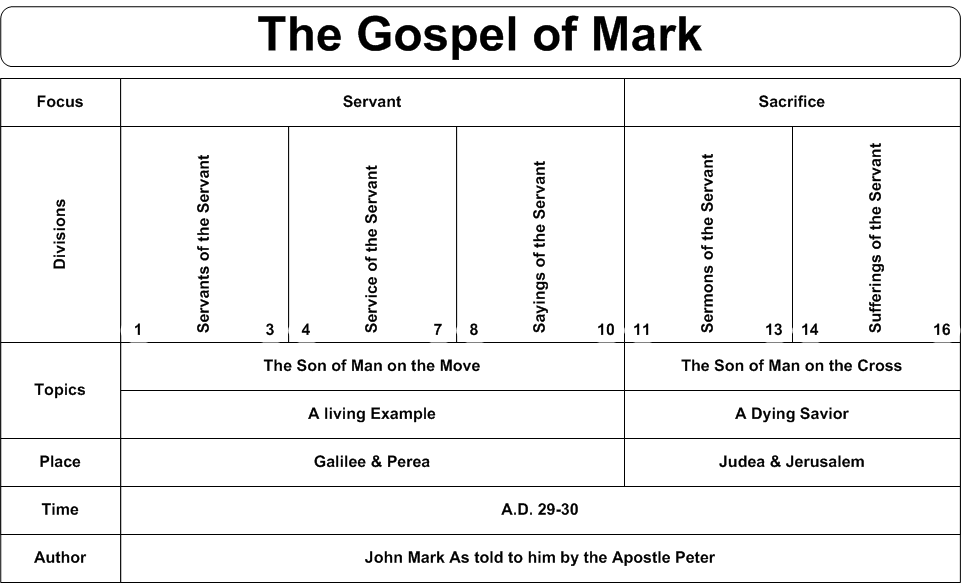 The Gospel of Mark
Focus
Servant
Sacrifice
Divisions
Servants of the Servant
1 3
Service of the Servant
4 7
Sayings of the Servant
8 10
Sermons of the Servant
11 13
Sufferings of the Servant
14 16
Topics
The Son of Man on the Move
The Son of Man on the Cross
A living Example
A Dying Savior
Place
Galilee & Perea
Judea & Jerusalem
Time
A.D. 29-30
Author
John Mark As told to him by the Apostle Peter